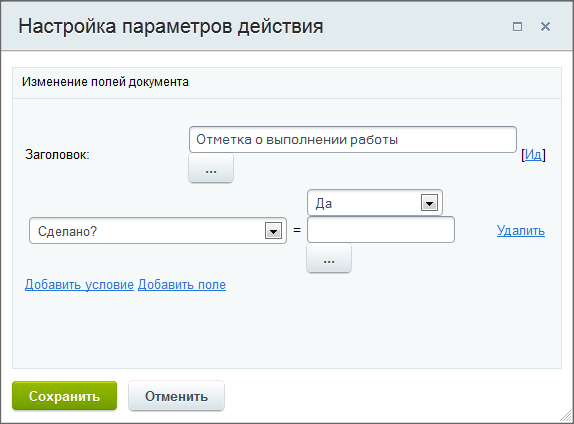 Настройка параметров действия
Изменение полей документа
Заголовок:
Отметка о выполнении работы
...
[Ид]
Сделано?
=
Да
...
Удалить
Добавить условие Добавить поле
Сохранить
Отменить